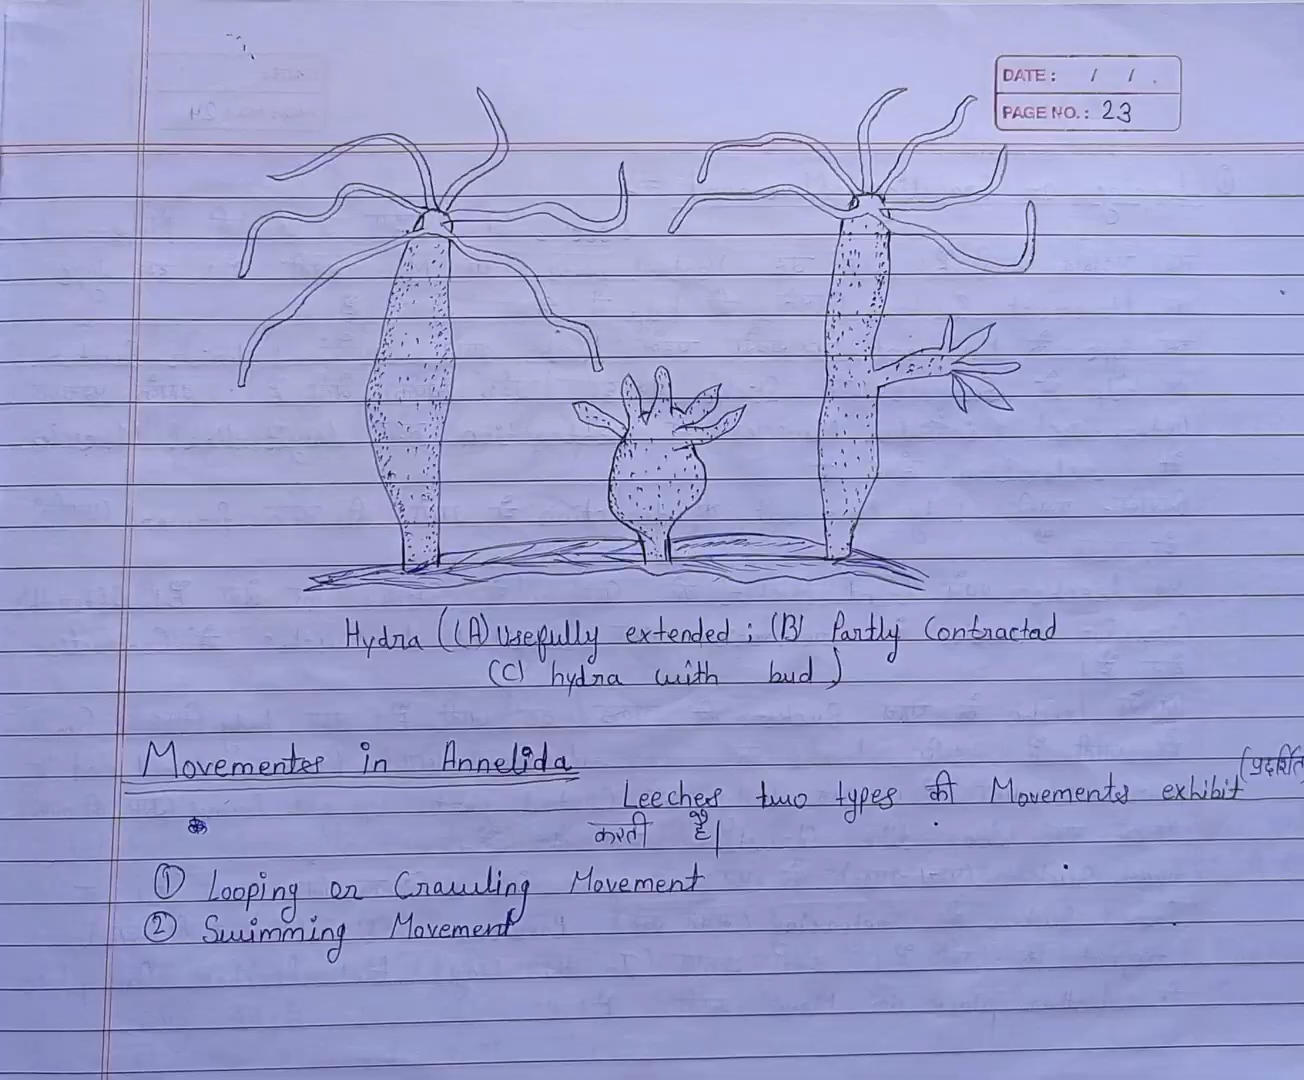 DATE: / / .
PAGE NO.: 23
Hydra ((A) Usefully extended; (B) Partly Contractad
(C) hydra with bud)
Movementes in Annelida
Leeches two types की Movements exhibit (प्रदर्शित
करती है।
① Looping or Crawling Movement
② Swimming Movement